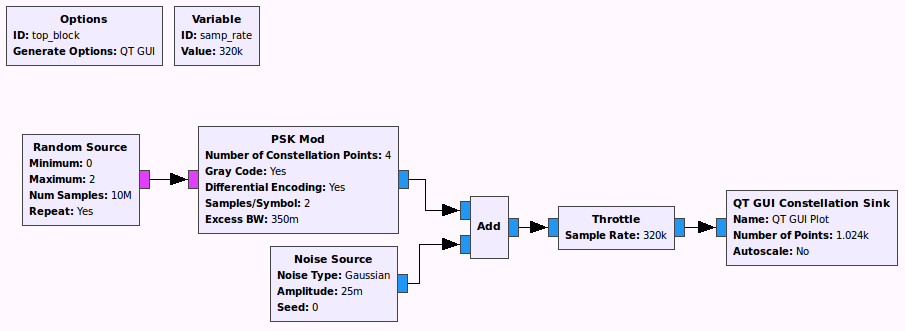 Options
ID: top_block
Generate Options: QT GUI
Variable
ID: samp_rate
Value: 320k
Random Source
Minimum: 0
Maximum: 2
Num Samples: 10M
Repeat: Yes
PSK Mod
Number of Constellation Points: 4
Gray Code: Yes
Differential Encoding: Yes
Samples/Symbol: 2
Excess BW: 350m
Noise Source
Noise Type: Gaussian
Amplitude: 25m
Seed: 0
Add
Throttle
Sample Rate: 320k
QT GUI Constellation Sink
Name: QT GUI Plot
Number of Points: 1.024k
Autoscale: No